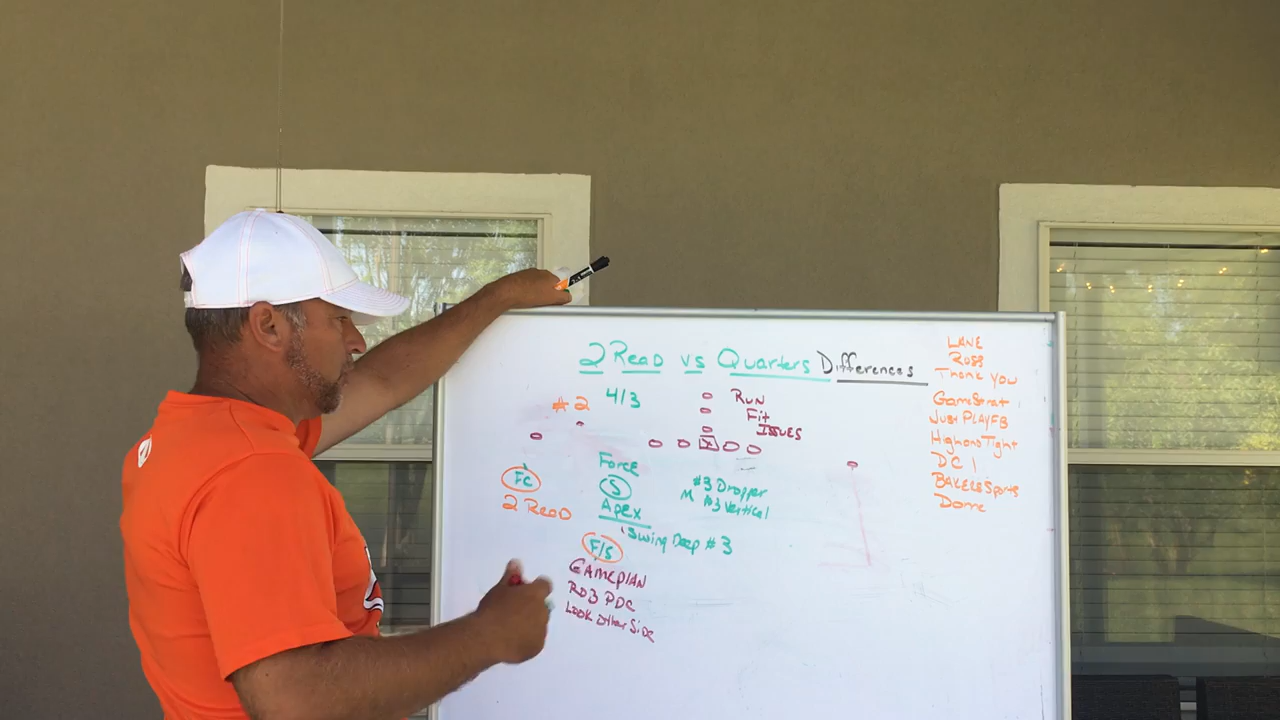 2 Read vs Quarters Differences
4/3
# 2
Run
Fit
ISSUES
X
Force
S
Apex
FC
2 Read
#3 Dropper
M #3 Vertical
Swing Deep #3
F/S
GAMEPLAN
RD3 PDC
Look Other Side
LANE
Ross
Thank You
GameStrat
Just PLAYFB
HighandTight
DC 1
BAKERSSports
Dome